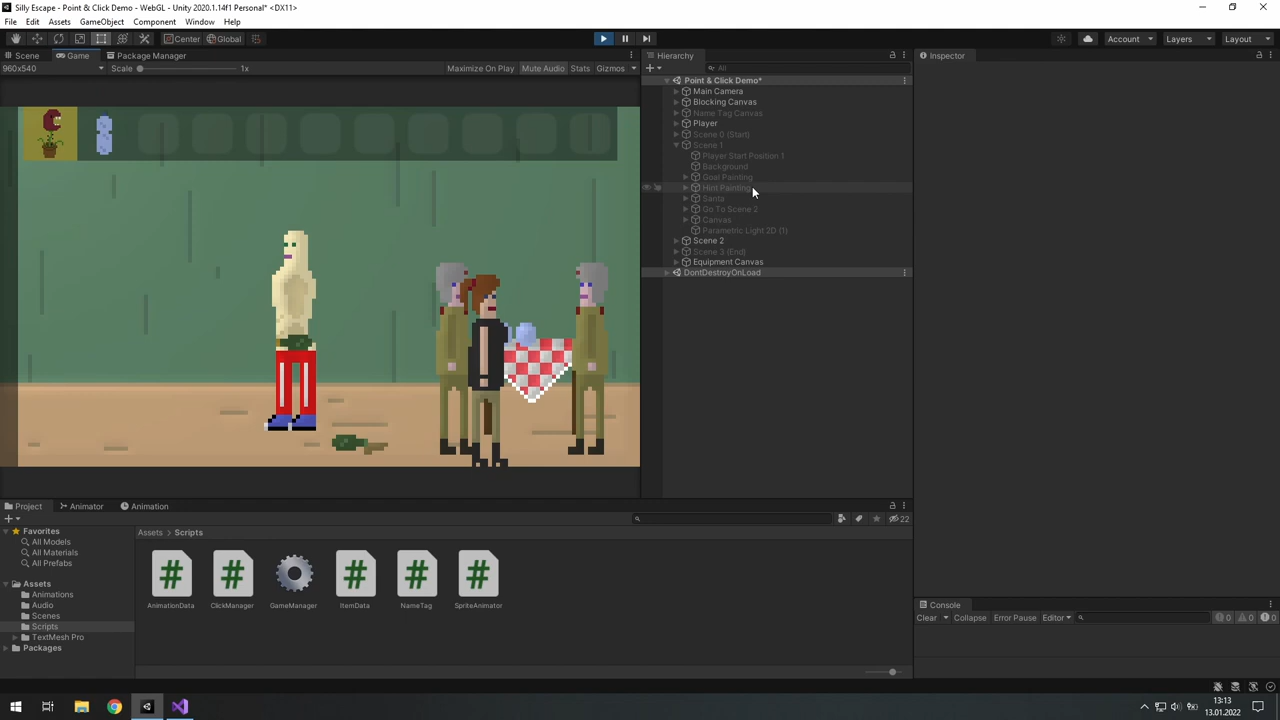 Silly Escape - Point & Click Demo - WebGL - Unity 2020.1.14f1 Personal* <DX11>
File Edit Assets GameObject Component Window Help
Center Global Account Layers Layout
Scene Game Package Manager
960x540 Scale 1x Maximize On Play Mute Audio Stats Gizmos
Hierarchy
All
Point & Click Demo*
Main Camera
Blocking Canvas
Name Tag Canvas
Player
Scene 0 (Start)
Scene 1
Player Start Position 1
Background
Goal Painting
Hint Painting
Santa
Go To Scene 2
Canvas
Parametric Light 2D (1)
Scene 2
Scene 3 (End)
Equipment Canvas
DontDestroyOnLoad
Inspector
Project Animator Animation
22
Favorites
All Models
All Materials
All Prefabs
Assets
Animations
Audio
Scenes
Scripts
TextMesh Pro
Packages
Assets > Scripts
AnimationData ClickManager GameManager ItemData NameTag SpriteAnimator
Console
Clear Collapse Error Pause Editor 0 0 0
13:13
13.01.2022